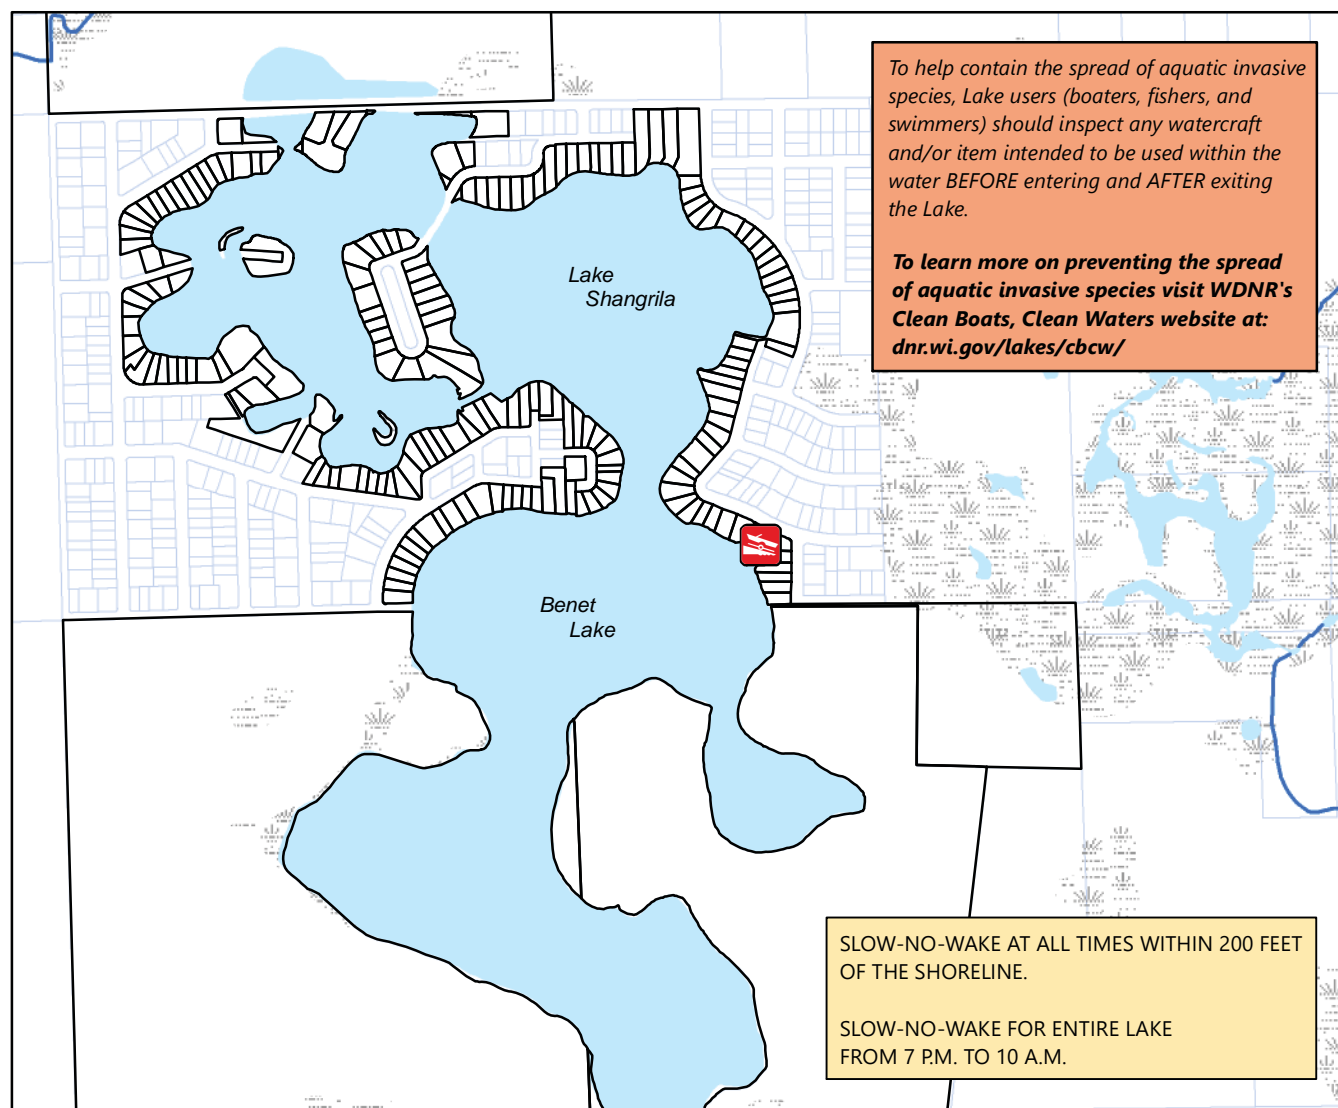 To help contain the spread of aquatic invasive
species, Lake users (boaters, fishers, and
swimmers) should inspect any watercraft
and/or item intended to be used within the
water BEFORE entering and AFTER exiting
the Lake.
To learn more on preventing the spread
of aquatic invasive species visit WDNR's
Clean Boats, Clean Waters website at:
dnr.wi.gov/lakes/cbcw/
Lake
Shangrila
Benet
Lake
SLOW-NO-WAKE AT ALL TIMES WITHIN 200 FEET
OF THE SHORELINE.
SLOW-NO-WAKE FOR ENTIRE LAKE
FROM 7 P.M. TO 10 A.M.